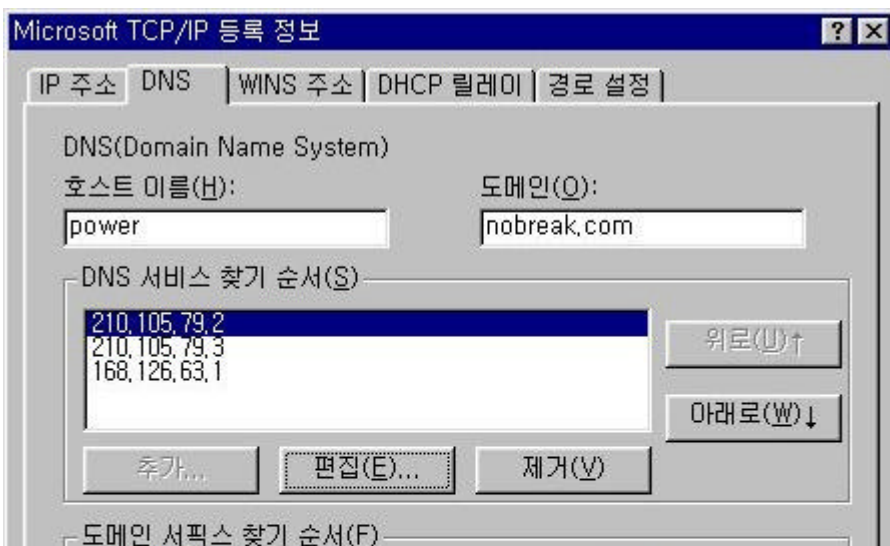 Microsoft TCP/IP 등록 정보
IP 주소 DNS WINS 주소 DHCP 릴레이 경로 설정
DNS(Domain Name System)
호스트 이름(H): 도메인(O):
power nobreak.com
DNS 서비스 찾기 순서(S)
210,105,79,2
210,105,79,3
168,126,63,1
위로(U)↑
아래로(W)↓
추가... 편집(E)... 제거(V)
도메인 서픽스 찾기 순서(F)